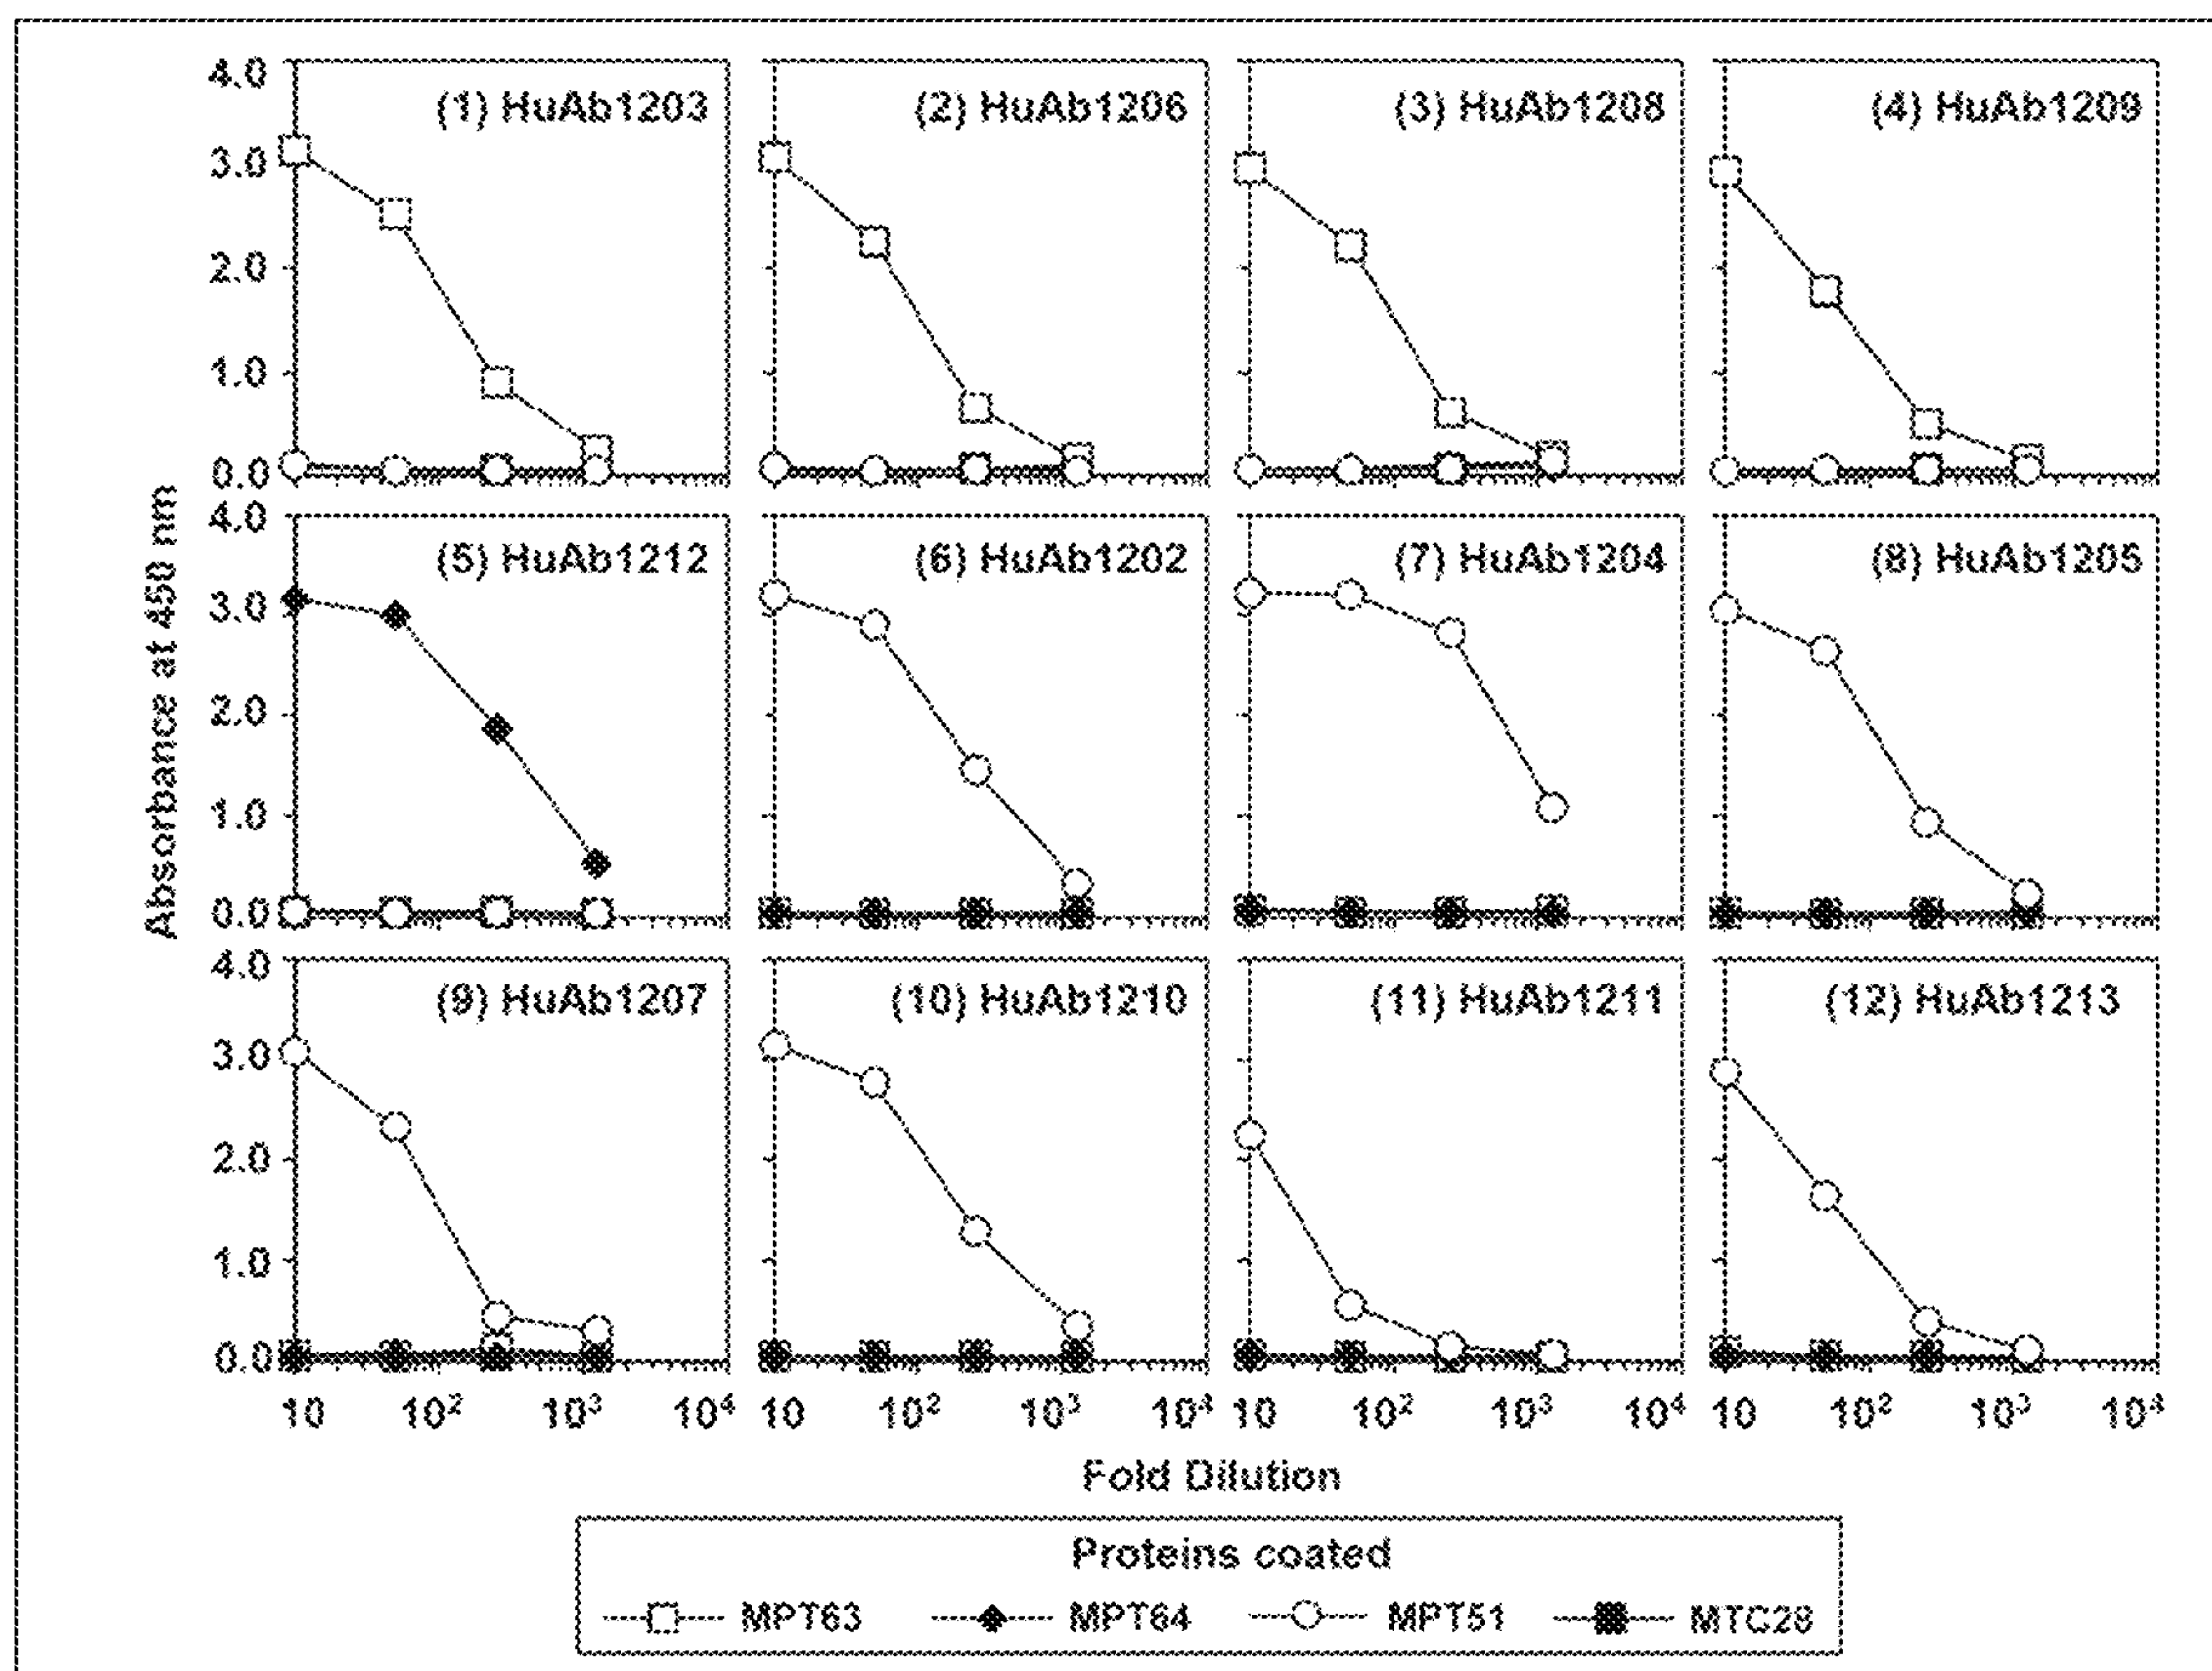 4.0
3.0
2.0
1.0
0.0
(1) HuAb1203
(2) HuAb1206
(3) HuAb1208
(4) HuAb1209
4.0
3.0
2.0
1.0
0.0
(5) HuAb1212
(6) HuAb1202
(7) HuAb1204
(8) HuAb1205
4.0
3.0
2.0
1.0
0.0
(9) HuAb1207
(10) HuAb1210
(11) HuAb1211
(12) HuAb1213
Absorbance at 450 nm
10 10² 10³ 10⁴ 10 10² 10³ 10⁴ 10 10² 10³ 10⁴ 10 10² 10³ 10⁴
Fold Dilution
Proteins coated
MPT63 MPT64 MPT51 MTC28